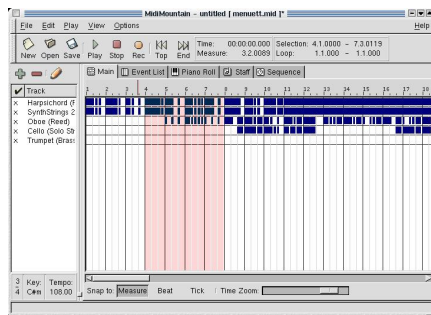 MidiMountain - untitled [ menuett.mid ]*
File Edit Play View Options Help
New Open Save Play Stop Rec Top End
Time: 00:00:00.000 Selection: 4.1.0000 - 7.3.0119
Measure: 3.2.0089 Loop: 1.1.000 - 1.1.000
Main Event List Piano Roll Staff Sequence
Track
1 2 3 4 5 6 7 8 9 10 11 12 13 14 15 16 17 18
Harpsichord (F
SynthStrings 2
Oboe (Reed)
Cello (Solo Str
Trumpet (Brass
3 Key: Tempo:
4 C#m 108.00
Snap to: Measure Beat Tick Time Zoom: